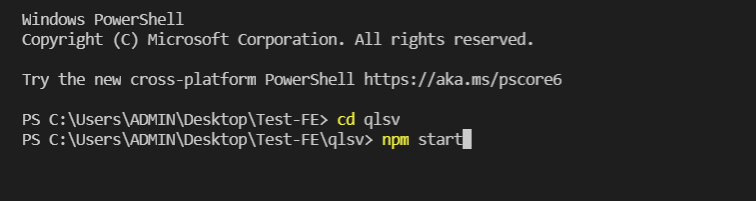 Windows PowerShell
Copyright (C) Microsoft Corporation. All rights reserved.
Try the new cross-platform PowerShell https://aka.ms/pscore6
PS C:\Users\ADMIN\Desktop\Test-FE> cd qlsv
PS C:\Users\ADMIN\Desktop\Test-FE\qlsv> npm start